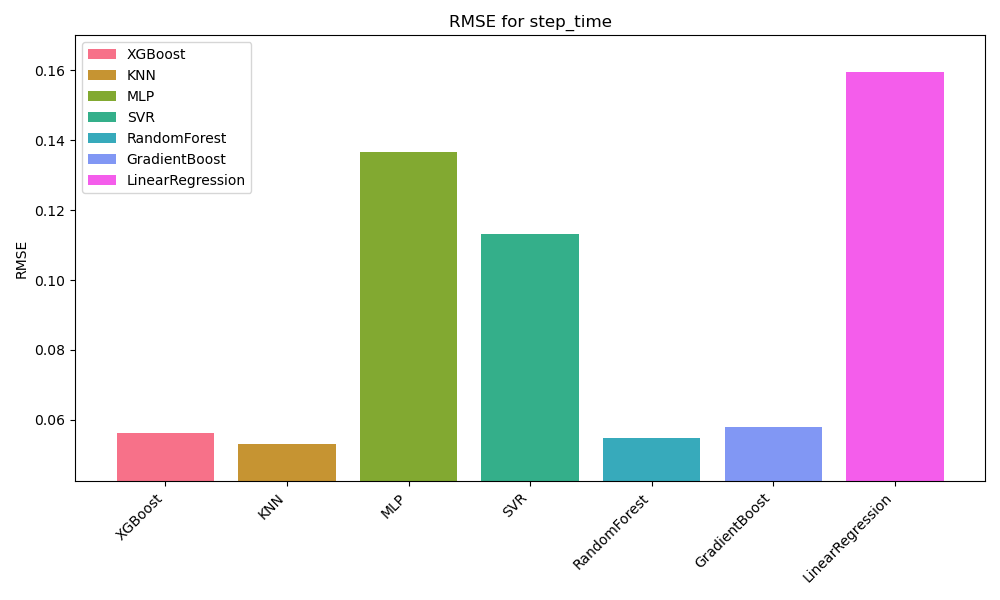 RMSE for step_time
XGBoost
KNN
MLP
SVR
RandomForest
GradientBoost
LinearRegression
RMSE
0.16
0.14
0.12
0.10
0.08
0.06
XGBoost
KNN
MLP
SVR
RandomForest
GradientBoost
LinearRegression